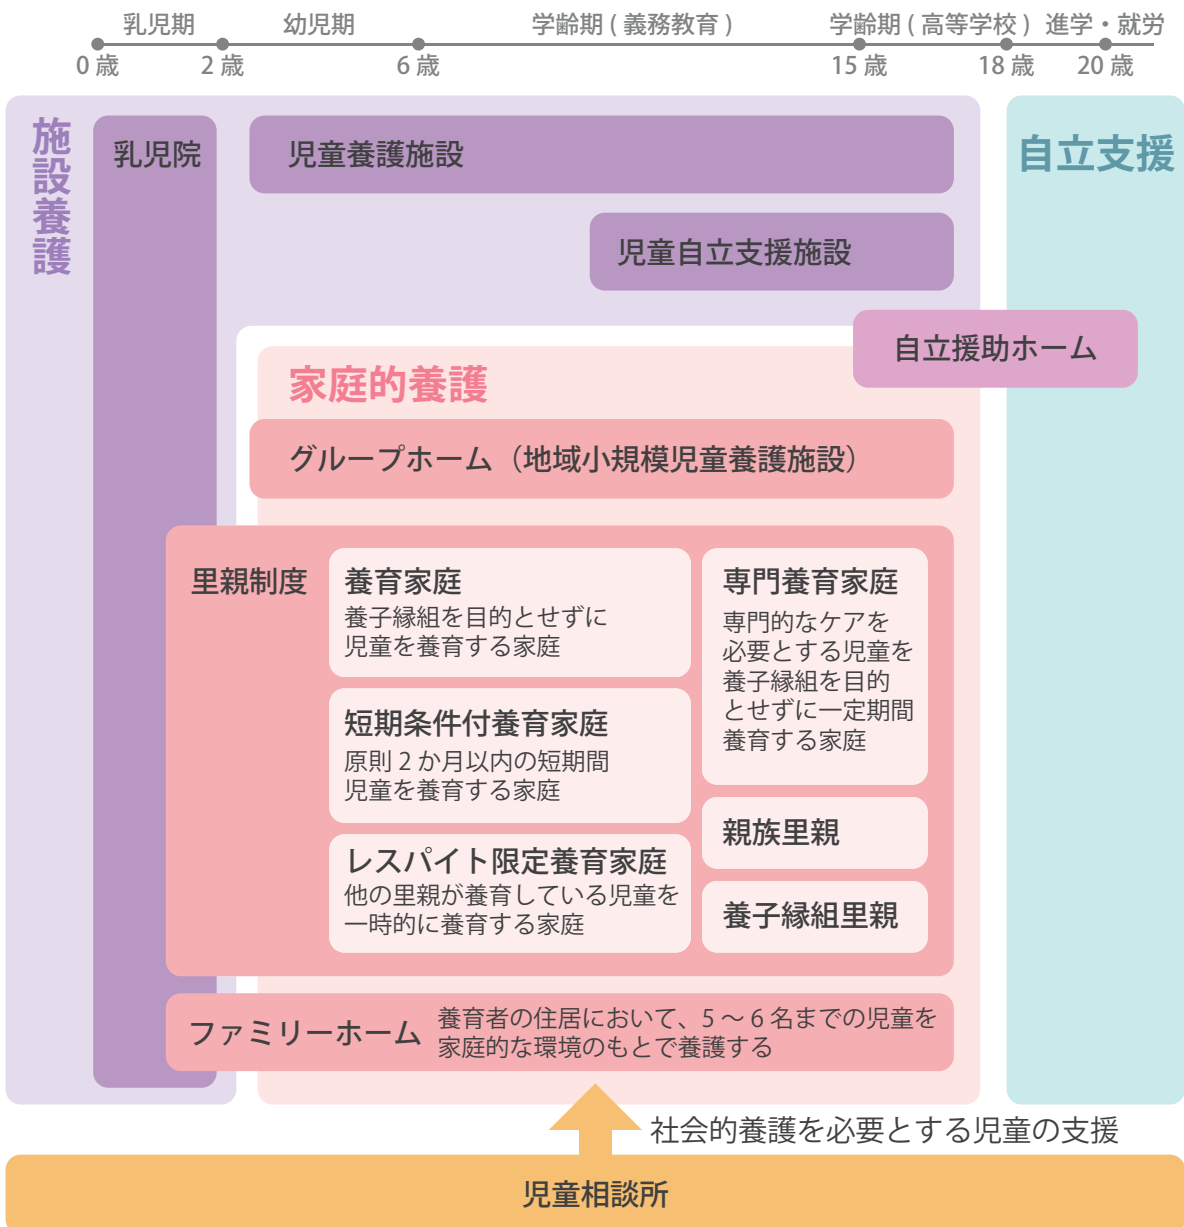 乳児期 幼児期 学齢期 ( 義務教育 ) 学齢期 ( 高等学校 ) 進学・就労
0 歳 2 歳 6 歳 15 歳 18 歳 20 歳
施設養護
乳児院
児童養護施設
自立支援
児童自立支援施設
自立援助ホーム
家庭的養護
グループホーム（地域小規模児童養護施設）
里親制度
養育家庭
養子縁組を目的とせずに
児童を養育する家庭
短期条件付養育家庭
原則 2 か月以内の短期間
児童を養育する家庭
レスパイト限定養育家庭
他の里親が養育している児童を
一時的に養育する家庭
専門養育家庭
専門的なケアを
必要とする児童を
養子縁組を目的
とせずに一定期間
養育する家庭
親族里親
養子縁組里親
ファミリーホーム
養育者の住居において、5 ～ 6 名までの児童を
家庭的な環境のもとで養護する
社会的養護を必要とする児童の支援
児童相談所